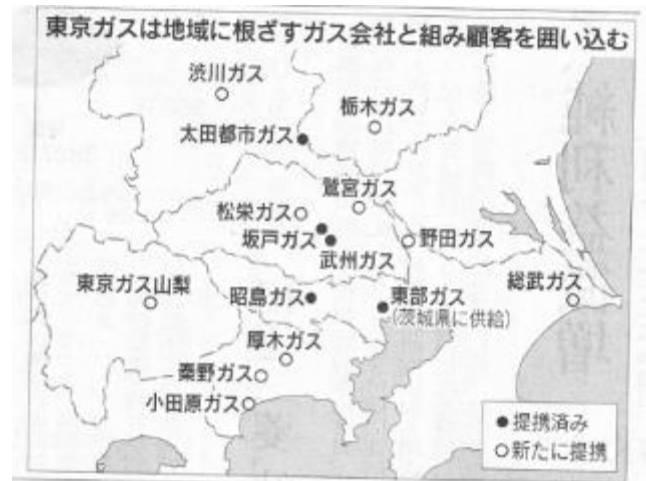 東京ガスは地域に根ざすガス会社と組み顧客を囲い込む
渋川ガス
栃木ガス
太田都市ガス
鷲宮ガス
松栄ガス
坂戸ガス
武州ガス
野田ガス
東京ガス山梨
昭島ガス
東部ガス
(茨城県に供給)
総武ガス
厚木ガス
秦野ガス
小田原ガス
●提携済み
○新たに提携